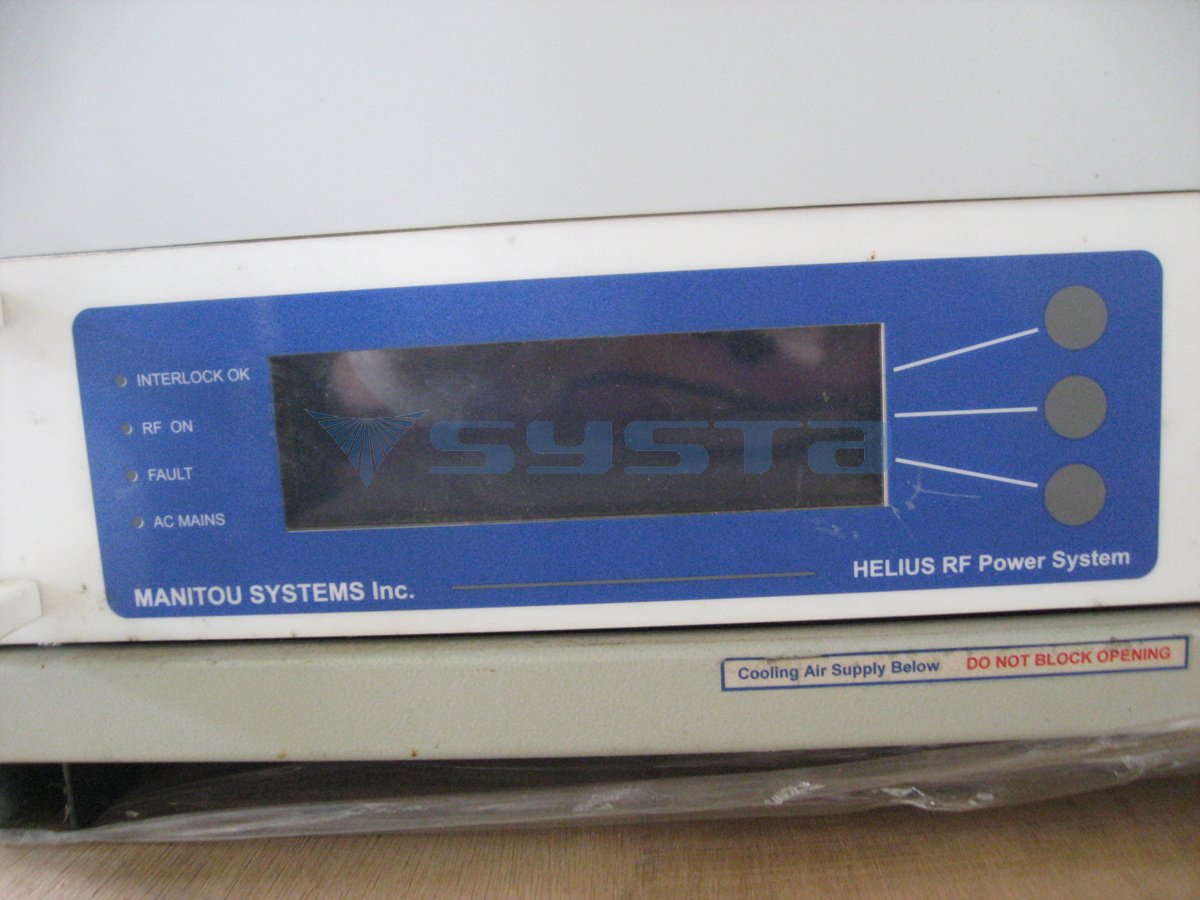 INTERLOCK OK
RF ON
FAULT
AC MAINS
systa
MANITOU SYSTEMS Inc.
HELIUS RF Power System
Cooling Air Supply Below DO NOT BLOCK OPENING